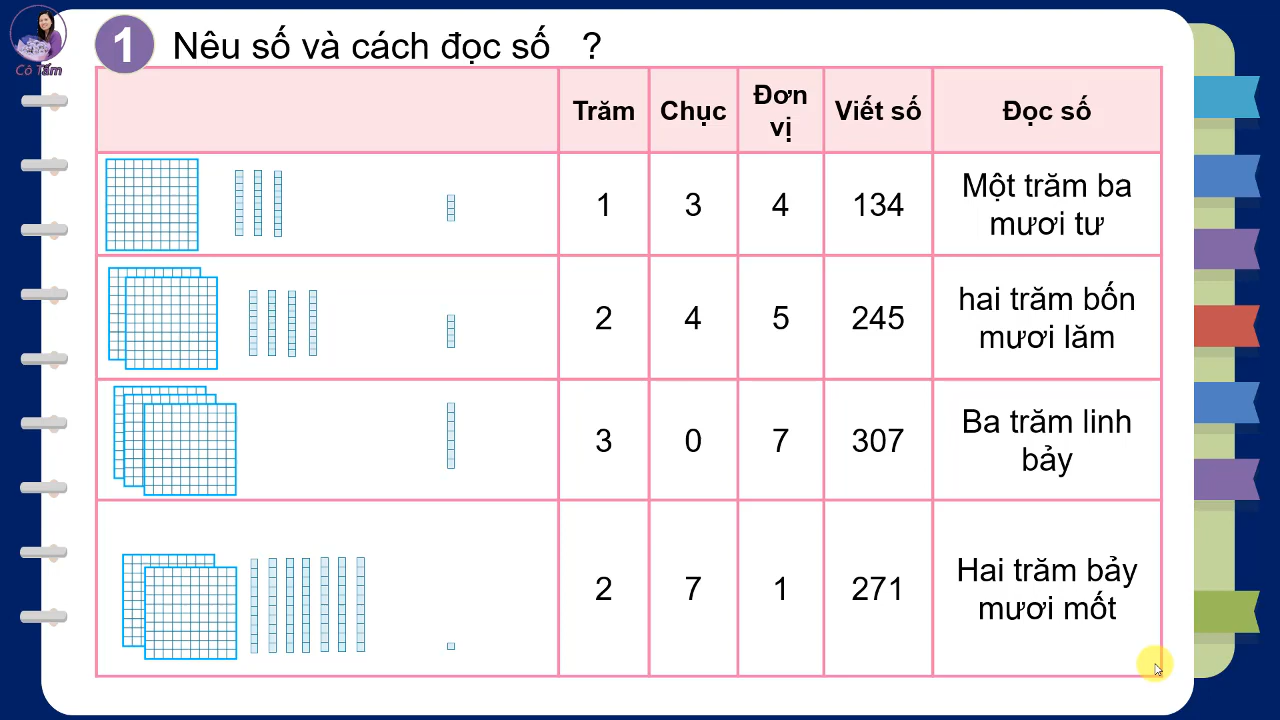 Cô Tấm
1 Nêu số và cách đọc số ?
Trăm Chục Đơn vị Viết số Đọc số
1 3 4 134 Một trăm ba
mươi tư
2 4 5 245 hai trăm bốn
mươi lăm
3 0 7 307 Ba trăm linh
bảy
2 7 1 271 Hai trăm bảy
mươi mốt